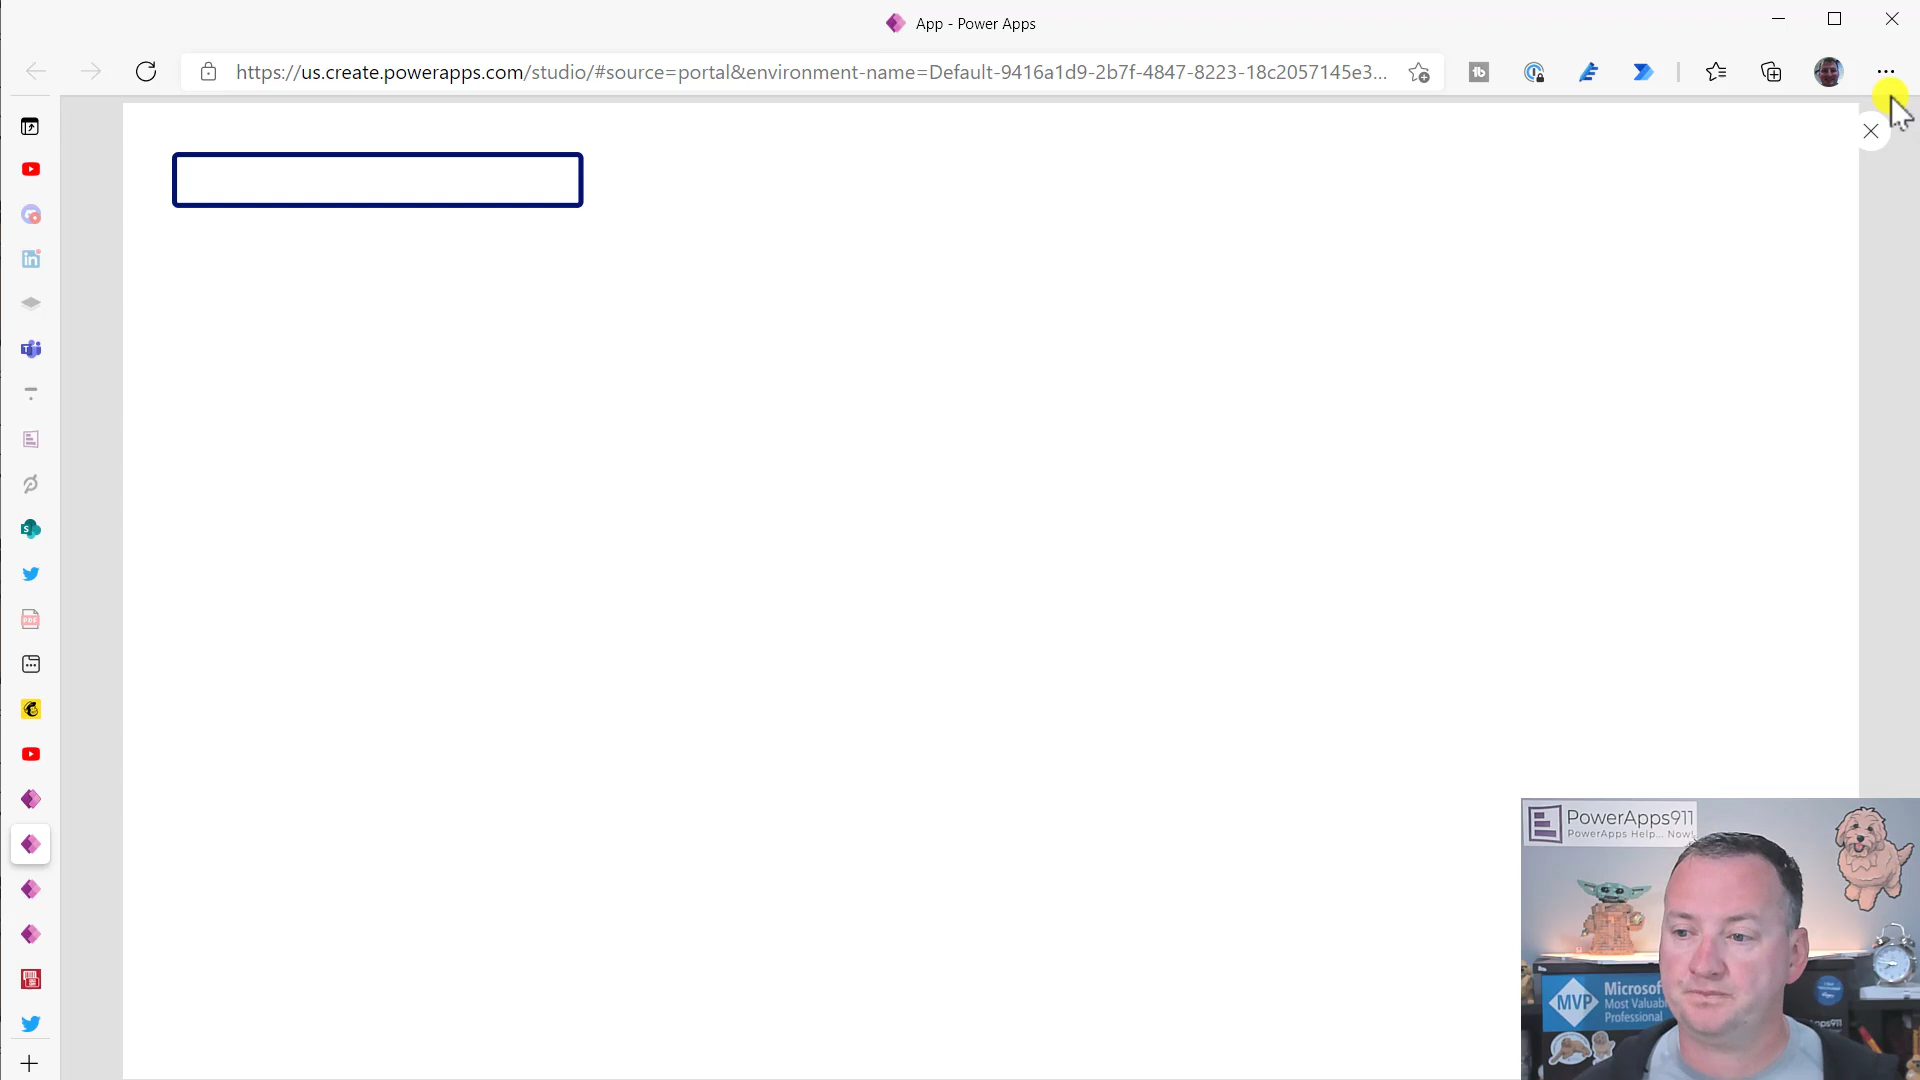 App - Power Apps
https://us.create.powerapps.com/studio/#source=portal&environment-name=Default-9416a1d9-2b7f-4847-8223-18c2057145e3...
PowerApps911
PowerApps Help... Now!
MVP
Microsof
Most Valuab
Professional